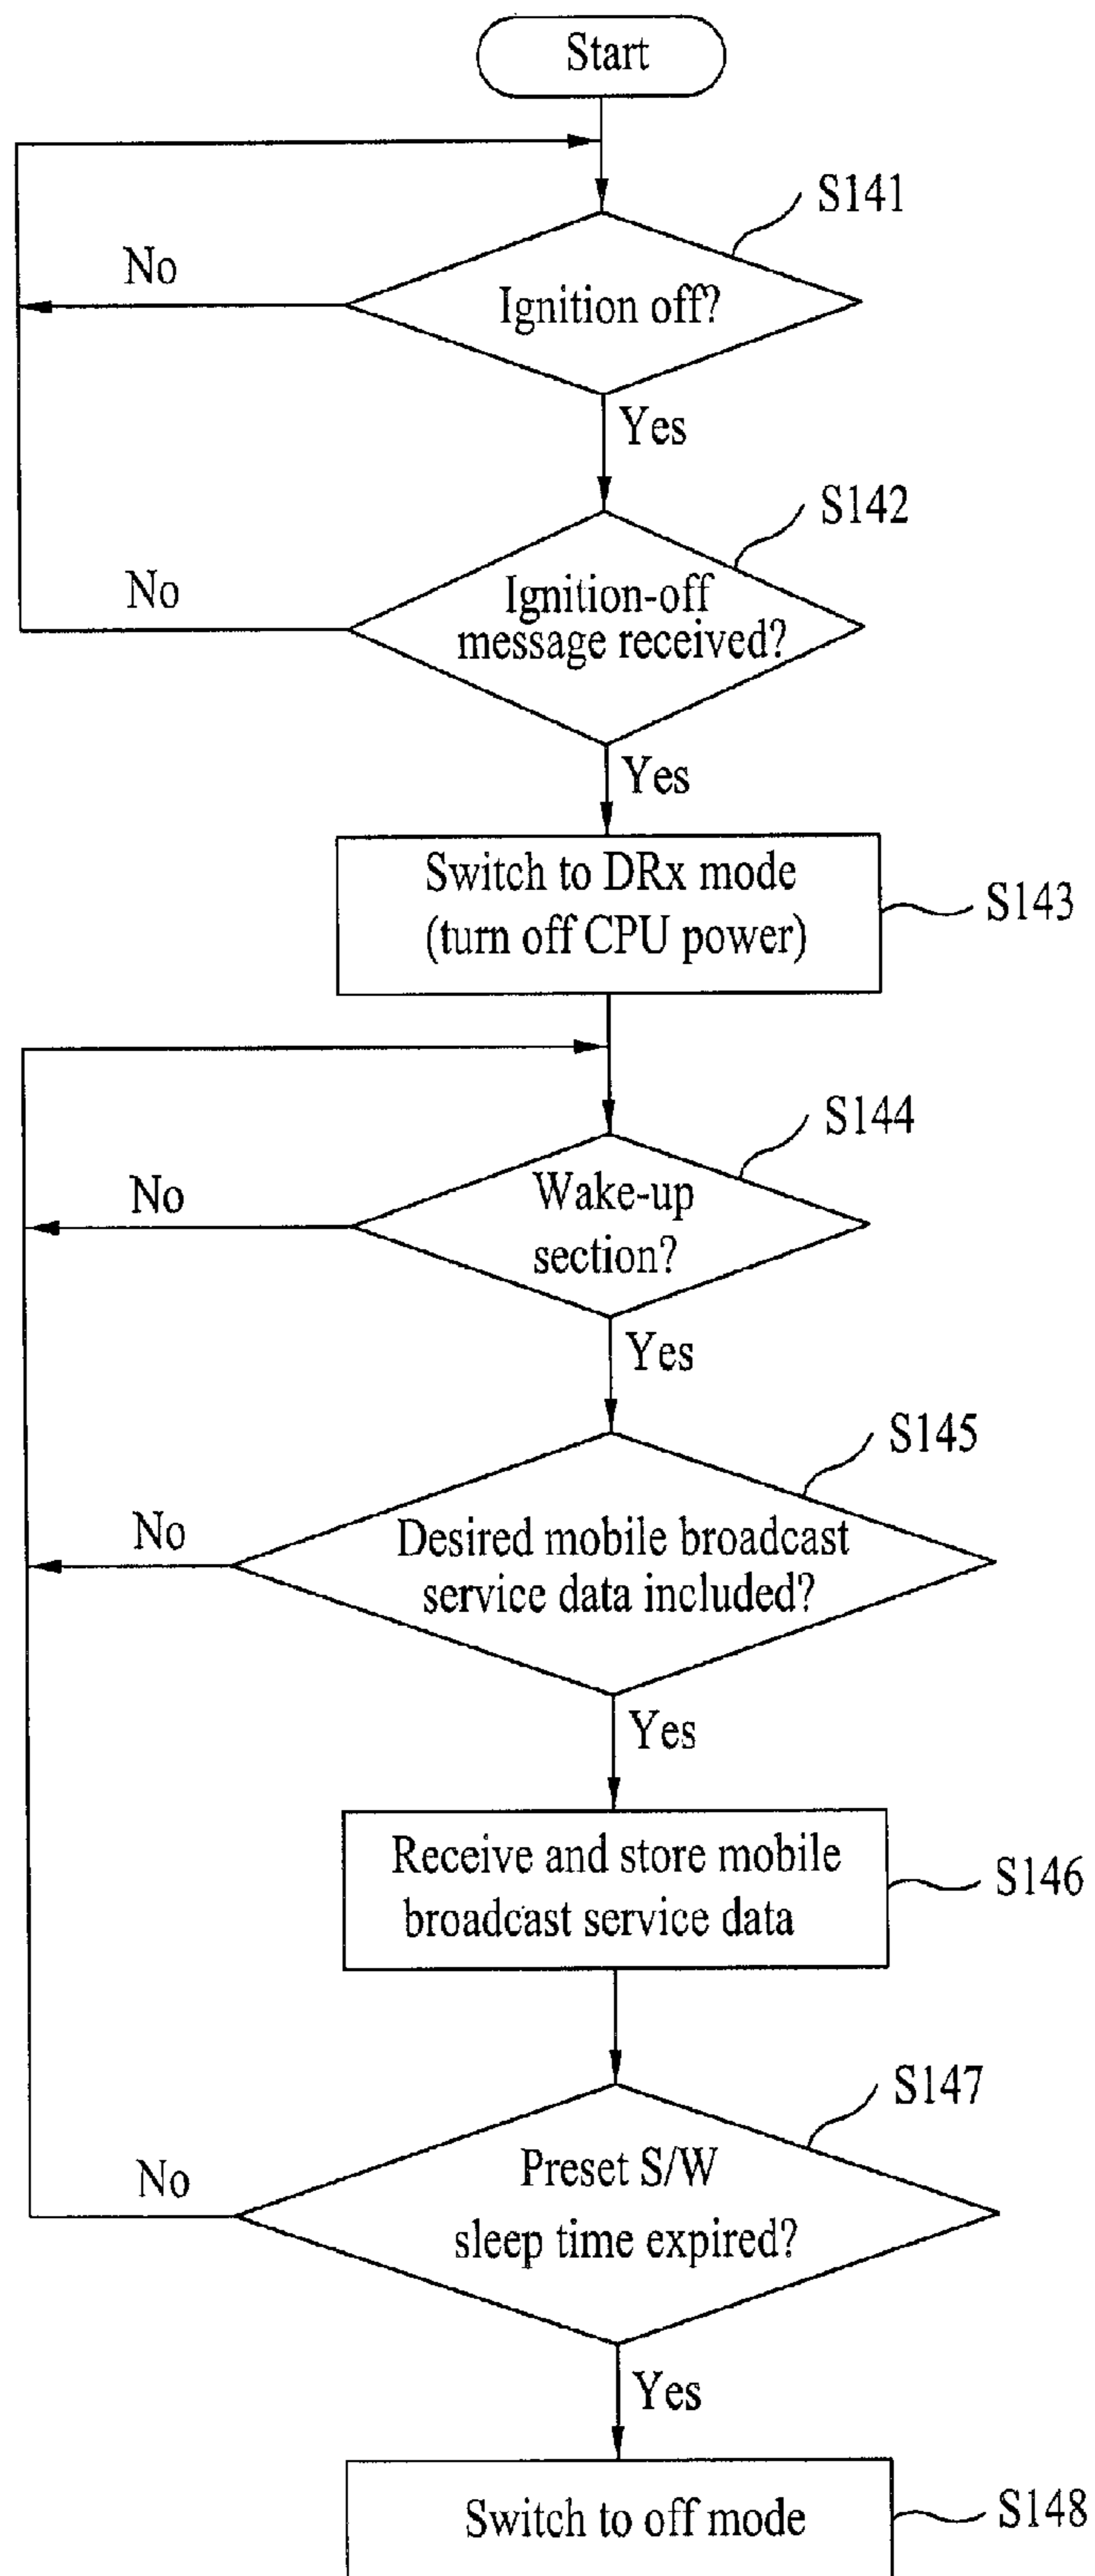 Start
S141
No
Ignition off?
Yes
S142
No
Ignition-off
message received?
Yes
Switch to DRx mode
(turn off CPU power)
S143
S144
No
Wake-up
section?
Yes
S145
No
Desired mobile broadcast
service data included?
Yes
Receive and store mobile
broadcast service data
S146
S147
No
Preset S/W
sleep time expired?
Yes
Switch to off mode
S148